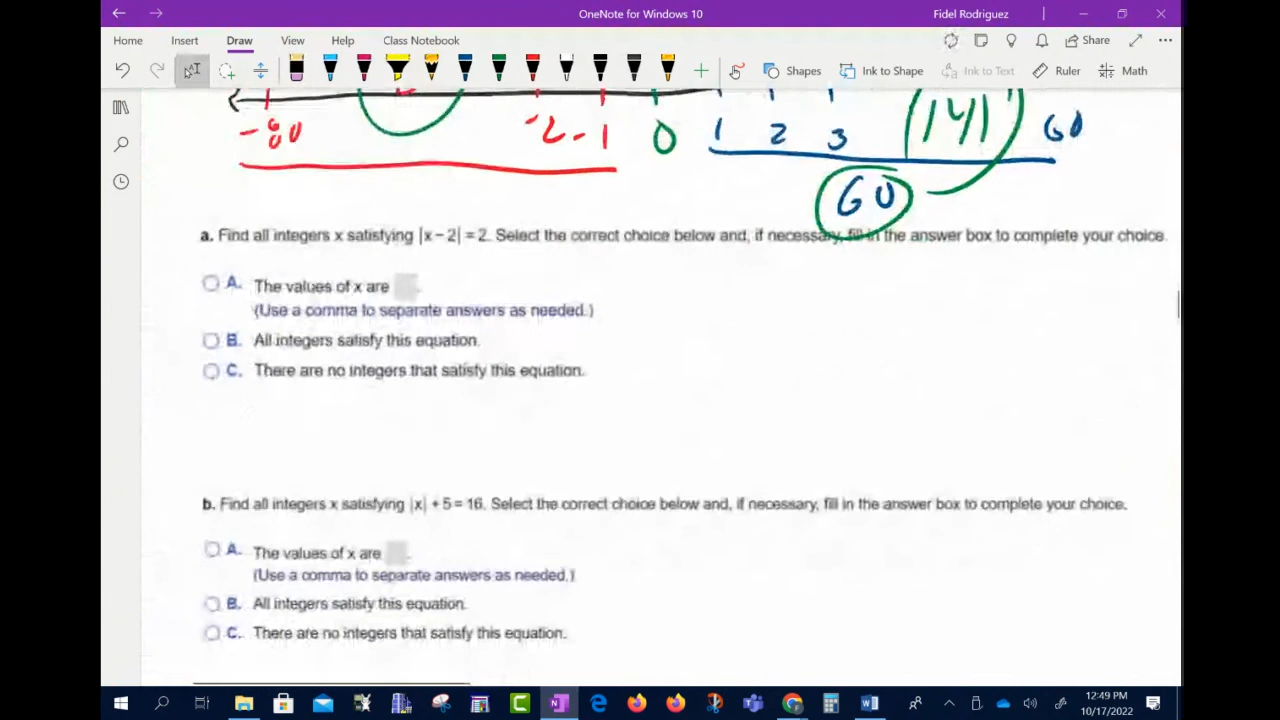 OneNote for Windows 10
Fidel Rodriguez
Home Insert Draw View Help Class Notebook
Share
Shapes Ink to Shape Ink to Text Ruler Math
-2 -1 0 1 2 3 |41| 60
60
a. Find all integers x satisfying |x − 2| = 2. Select the correct choice below and, if necessary, fill in the answer box to complete your choice.
A. The values of x are .
(Use a comma to separate answers as needed.)
B. All integers satisfy this equation.
C. There are no integers that satisfy this equation.
b. Find all integers x satisfying |x| + 5 = 16. Select the correct choice below and, if necessary, fill in the answer box to complete your choice.
A. The values of x are .
(Use a comma to separate answers as needed.)
B. All integers satisfy this equation.
C. There are no integers that satisfy this equation.
12:49 PM
10/17/2022